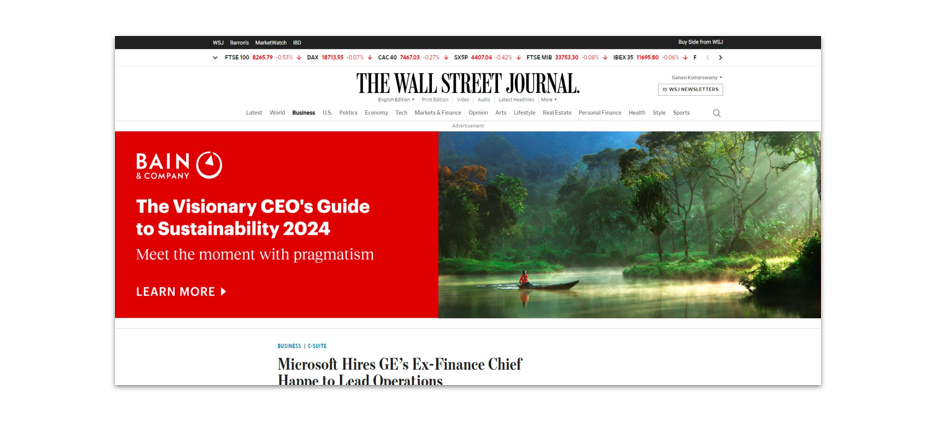 WSJ Barron's MarketWatch IBD Buy Side from WSJ
FTSE 100 8265.79 -0.53% DAX 18713.55 -0.07% CAC 40 7467.03 -0.27% SX5P 4407.04 -0.42% FTSE MIB 33753.30 -0.08% IBEX 35 11695.80 -0.06% F
THE WALL STREET JOURNAL.
Ganavi Kumaraswamy
WSJ NEWSLETTERS
English Edition Print Edition Video Audio Latest Headlines More
Latest World Business U.S. Politics Economy Tech Markets & Finance Opinion Arts Lifestyle Real Estate Personal Finance Health Style Sports
Advertisement
BAIN
& COMPANY
The Visionary CEO's Guide
to Sustainability 2024
Meet the moment with pragmatism
LEARN MORE
BUSINESS | C-SUITE
Microsoft Hires GE's Ex-Finance Chief
Happe to Lead Operations